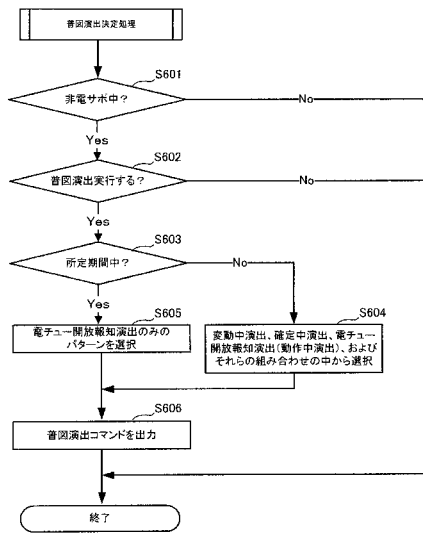 普図演出決定処理
S601
非電サポ中?
No
Yes
S602
普図演出実行する?
No
Yes
S603
所定期間中?
No
Yes
S605
電チュー開放報知演出のみの
パターンを選択
S604
変動中演出、確定中演出、電チュー
開放報知演出(動作中演出)、および
それらの組み合わせの中から選択
S606
普図演出コマンドを出力
終了